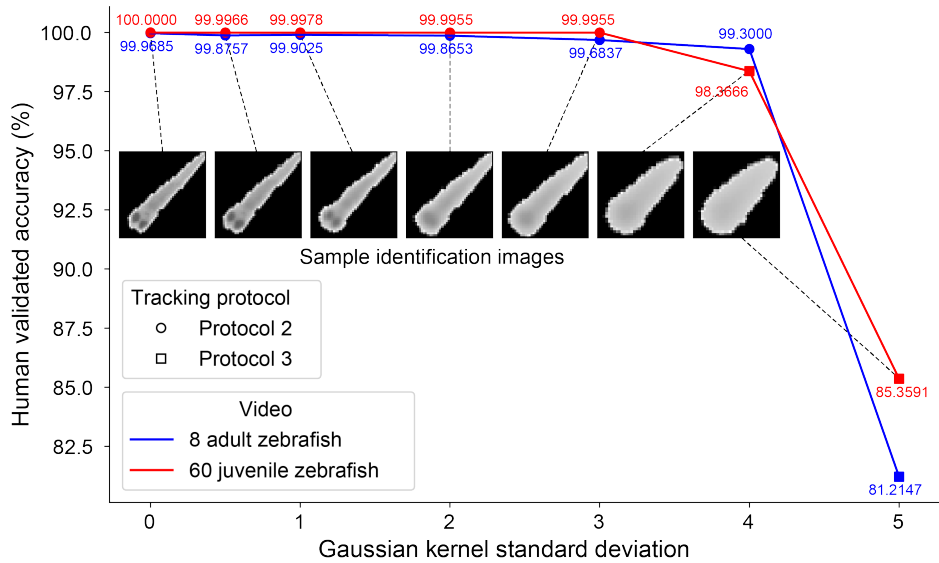 100.0000 99.9966 99.9978 99.9955 99.9955
99.9685 99.8757 99.9025 99.8653 99.6837 99.3000
98.3666
85.3591
81.2147
Human validated accuracy (%)
100.0
97.5
95.0
92.5
90.0
87.5
85.0
82.5
Sample identification images
Tracking protocol
Protocol 2
Protocol 3
Video
8 adult zebrafish
60 juvenile zebrafish
0 1 2 3 4 5
Gaussian kernel standard deviation